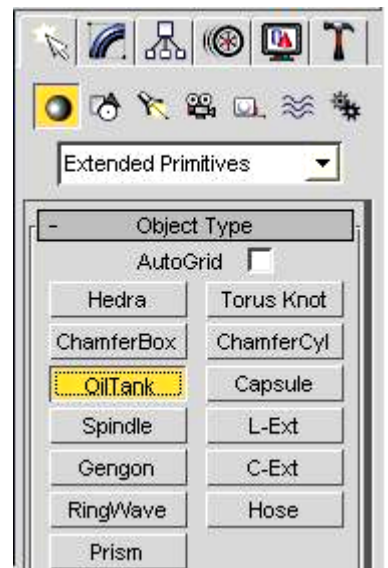 Extended Primitives
- Object Type
AutoGrid
Hedra Torus Knot
ChamferBox ChamferCyl
OilTank Capsule
Spindle L-Ext
Gengon C-Ext
RingWave Hose
Prism